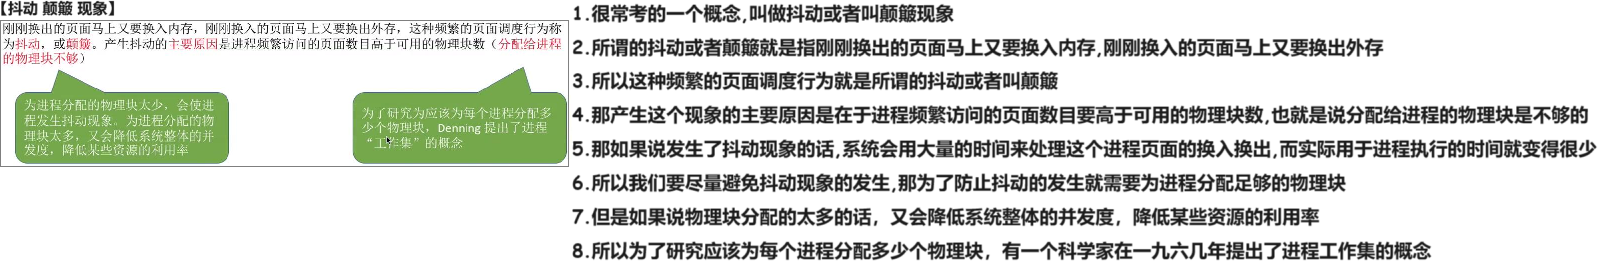 【抖动 颠簸 现象】
刚刚换出的页面马上又要换入内存，刚刚换入的页面马上又要换出外存，这种频繁的页面调度行为称
为抖动，或颠簸。产生抖动的主要原因是进程频繁访问的页面数目高于可用的物理块数（分配给进程
的物理块不够）
为进程分配的物理块太少，会使进
程发生抖动现象。为进程分配的物
理块太多，又会降低系统整体的并
发度，降低某些资源的利用率
为了研究为应该为每个进程分配多
少个物理块，Denning 提出了进程
“工作集”的概念
1.很常考的一个概念,叫做抖动或者叫颠簸现象
2.所谓的抖动或者颠簸就是指刚刚换出的页面马上又要换入内存,刚刚换入的页面马上又要换出外存
3.所以这种频繁的页面调度行为就是所谓的抖动或者叫颠簸
4.那产生这个现象的主要原因是在于进程频繁访问的页面数目要高于可用的物理块数,也就是说分配给进程的物理块是不够的
5.那如果说发生了抖动现象的话,系统会用大量的时间来处理这个进程页面的换入换出,而实际用于进程执行的时间就变得很少
6.所以我们要尽量避免抖动现象的发生,那为了防止抖动的发生就需要为进程分配足够的物理块
7.但是如果说物理块分配的太多的话，又会降低系统整体的并发度，降低某些资源的利用率
8.所以为了研究应该为每个进程分配多少个物理块，有一个科学家在一九六几年提出了进程工作集的概念